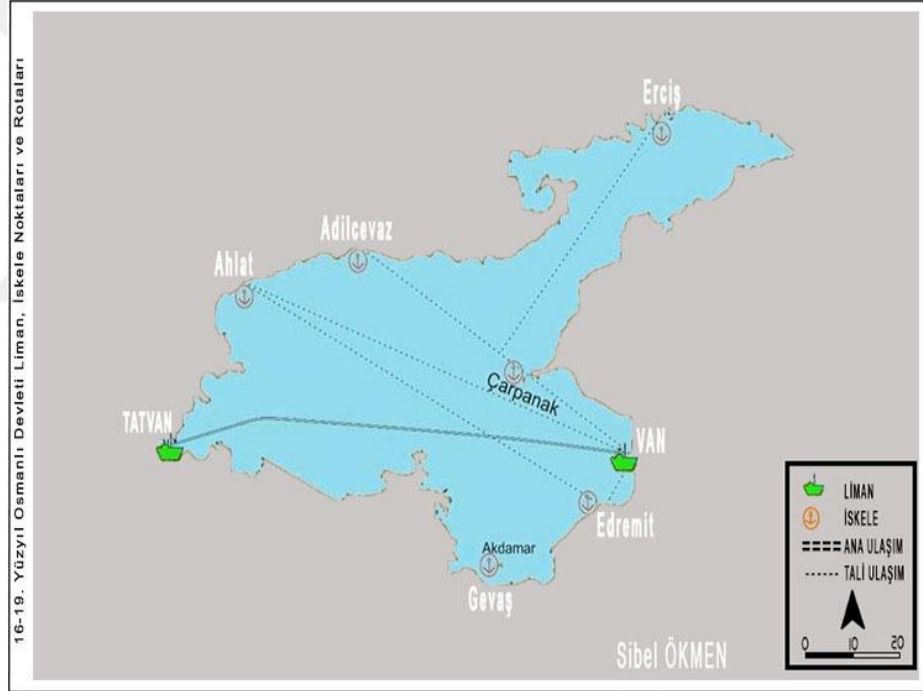 16-19. Yüzyıl Osmanlı Devleti Liman, İskele Noktaları ve Rotaları
Erciş
Adilcevaz
Ahlat
Çarpanak
TATVAN
VAN
Edremit
Akdamar
Gevaş
LİMAN
İSKELE
ANA ULAŞIM
TALİ ULAŞIM
0 10 20
Sibel ÖKMEN